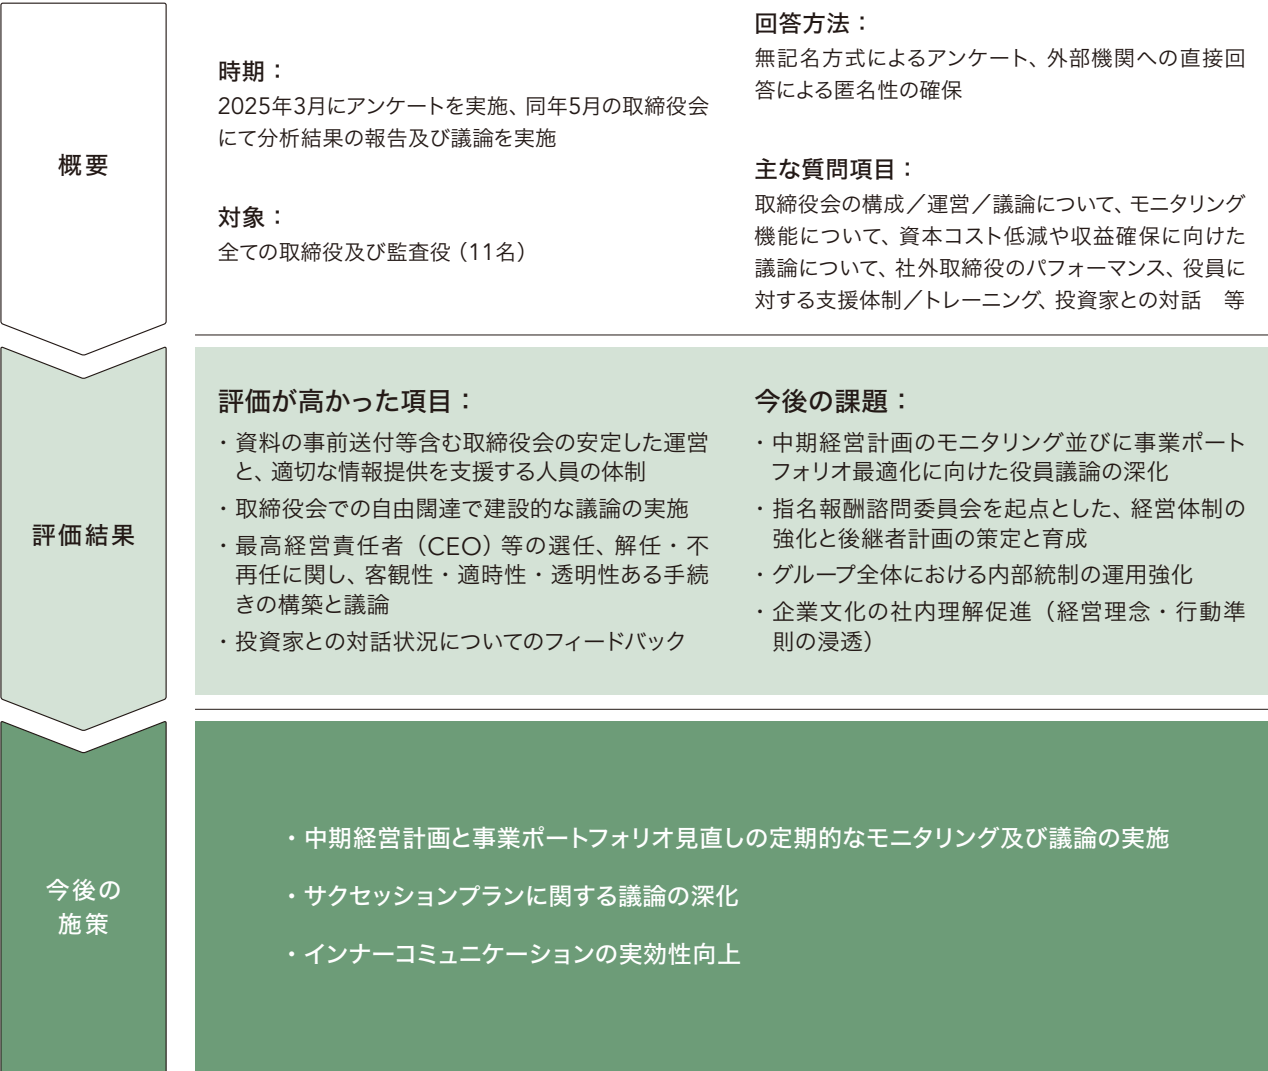 概要
時期：
2025年3月にアンケートを実施、同年5月の取締役会
にて分析結果の報告及び議論を実施
対象：
全ての取締役及び監査役（11名）
回答方法：
無記名方式によるアンケート、外部機関への直接回
答による匿名性の確保
主な質問項目：
取締役会の構成／運営／議論について、モニタリング
機能について、資本コスト低減や収益確保に向けた
議論について、社外取締役のパフォーマンス、役員に
対する支援体制／トレーニング、投資家との対話　等
評価結果
評価が高かった項目：
・資料の事前送付等含む取締役会の安定した運営
と、適切な情報提供を支援する人員の体制
・取締役会での自由闊達で建設的な議論の実施
・最高経営責任者（CEO）等の選任、解任・不
再任に関し、客観性・適時性・透明性ある手続
きの構築と議論
・投資家との対話状況についてのフィードバック
今後の課題：
・中期経営計画のモニタリング並びに事業ポート
フォリオ最適化に向けた役員議論の深化
・指名報酬諮問委員会を起点とした、経営体制の
強化と後継者計画の策定と育成
・グループ全体における内部統制の運用強化
・企業文化の社内理解促進（経営理念・行動準
則の浸透）
今後の
施策
・中期経営計画と事業ポートフォリオ見直しの定期的なモニタリング及び議論の実施
・サクセッションプランに関する議論の深化
・インナーコミュニケーションの実効性向上